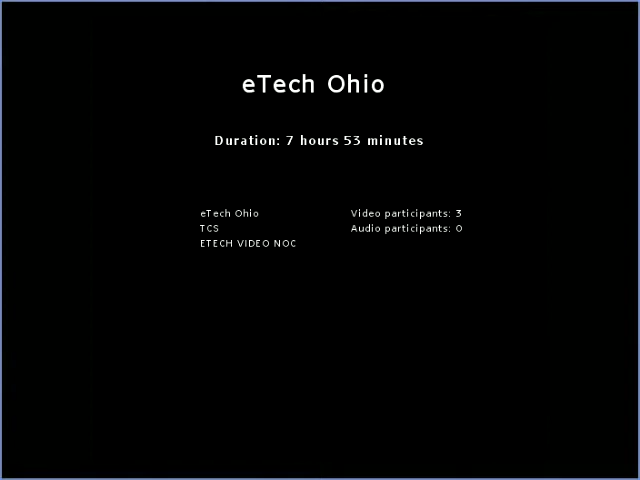 eTech Ohio
Duration: 7 hours 53 minutes
eTech Ohio Video participants: 3
TCS Audio participants: 0
ETECH VIDEO NOC